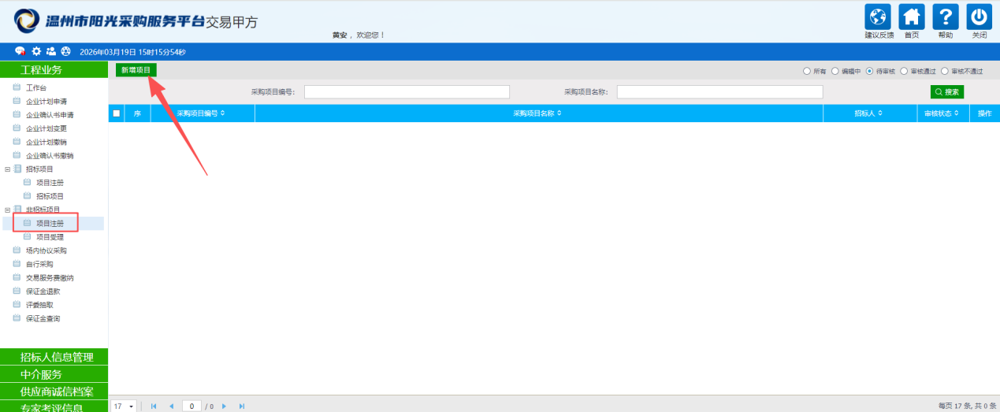 温州市阳光采购服务平台交易甲方
黄安，欢迎您！
建议反馈 首页 帮助 关闭
2026年03月19日 15时15分54秒
工程业务
新增项目
所有 编辑中 待审核 审核通过 审核不通过
采购项目编号:
采购项目名称:
搜索
序 采购项目编号 采购项目名称 招标人 审核状态 操作
工作台
企业计划申请
企业确认书申请
企业计划变更
企业计划撤销
企业确认书撤销
招标项目
项目注册
招标项目
非招标项目
项目注册
项目受理
场内协议采购
自行采购
交易服务费缴纳
保证金退款
评委抽取
保证金查询
招标人信息管理
中介服务
供应商诚信档案
专家考评信息
17 0 / 0
每页 17 条, 共 0 条